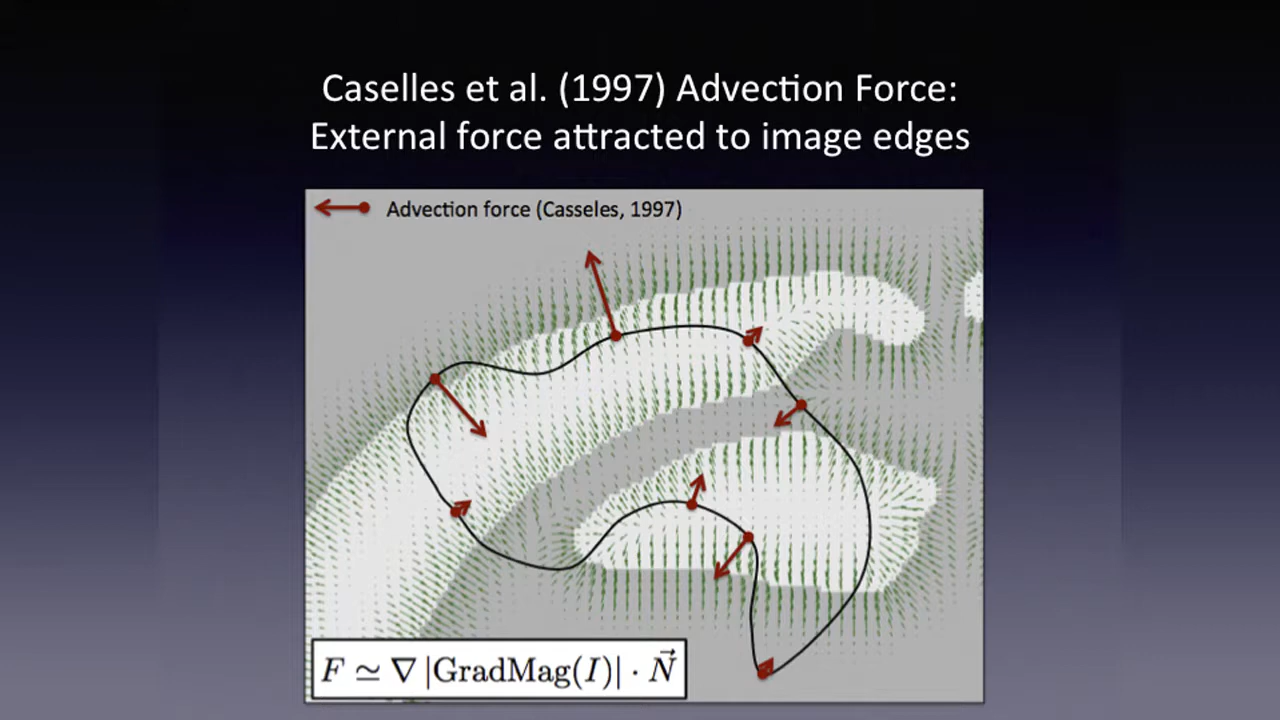 Caselles et al. (1997) Advection Force:
External force attracted to image edges
Advection force (Casseles, 1997)
F ≃ ∇ |GradMag(I)| · N⃗